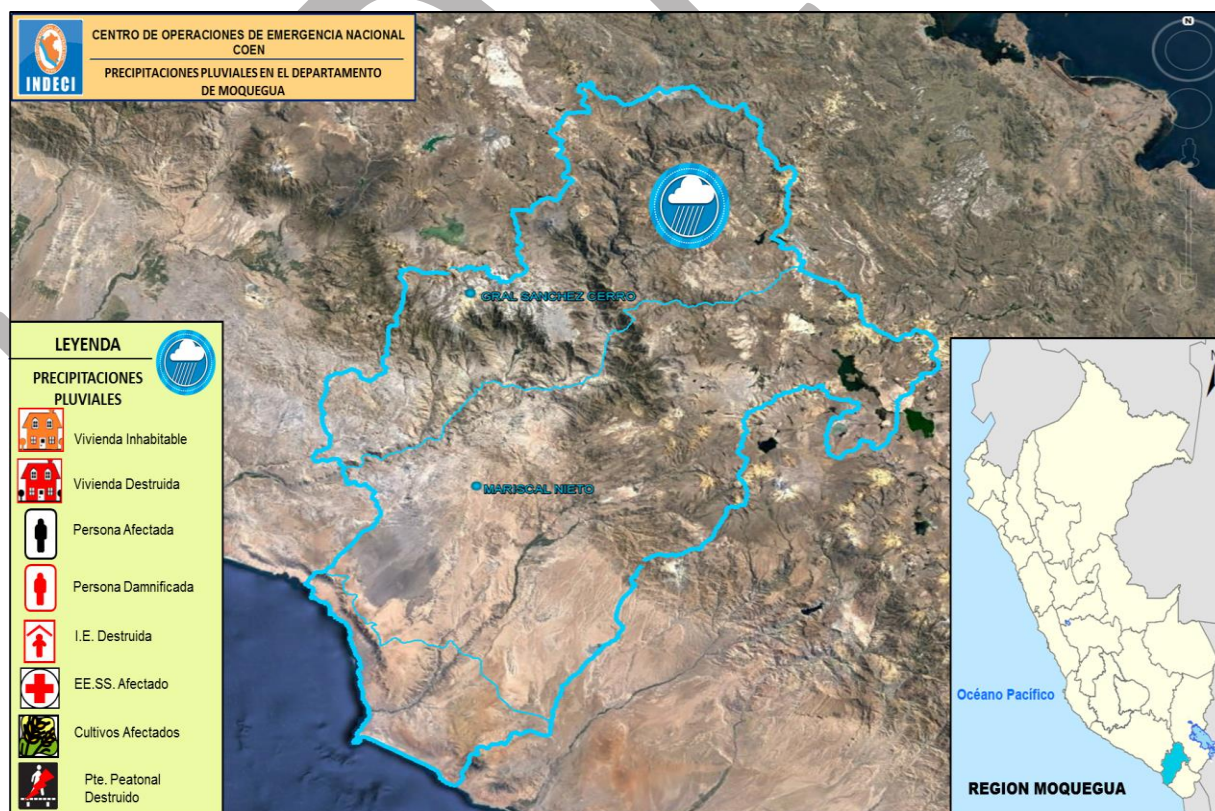 INDECI
CENTRO DE OPERACIONES DE EMERGENCIA NACIONAL
COEN
PRECIPITACIONES PLUVIALES EN EL DEPARTAMENTO
DE MOQUEGUA
N
GRAL SANCHEZ CERRO
MARISCAL NIETO
LEYENDA
PRECIPITACIONES
PLUVIALES
Vivienda Inhabitable
Vivienda Destruida
Persona Afectada
Persona Damnificada
I.E. Destruida
EE.SS. Afectado
Cultivos Afectados
Pte. Peatonal
Destruido
N
Océano Pacífico
REGION MOQUEGUA